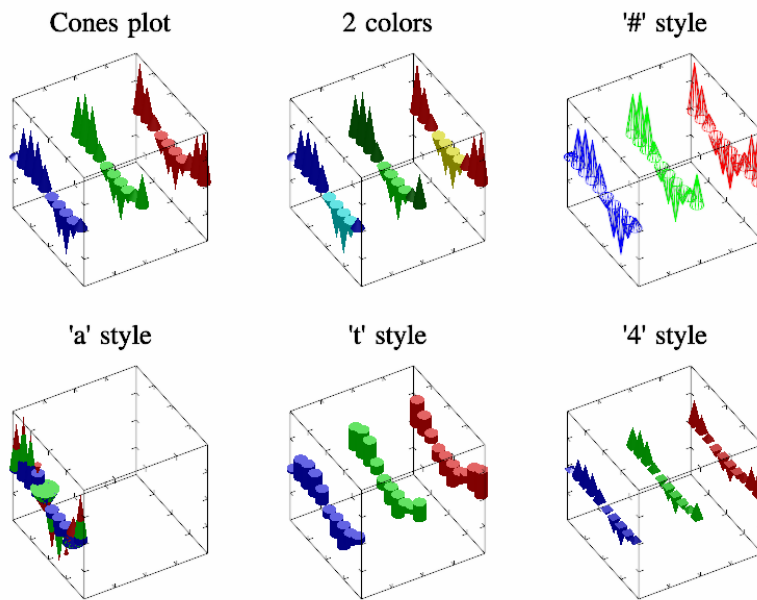 Cones plot
2 colors
'#' style
'a' style
't' style
'4' style